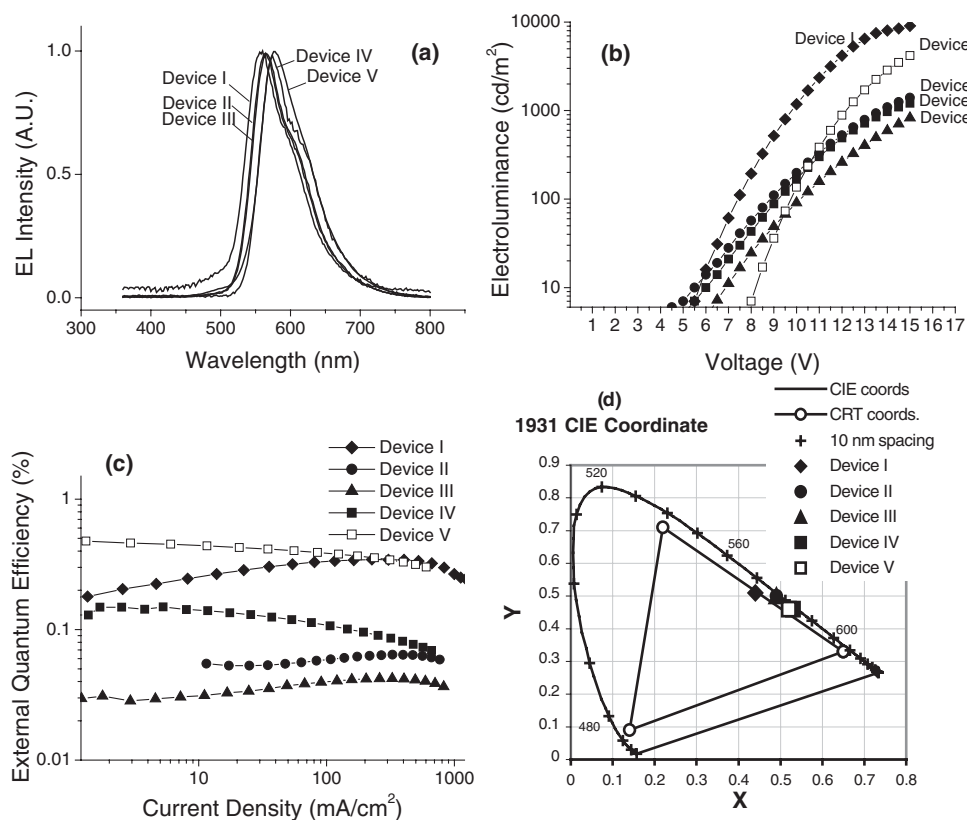 (a)
Device I
Device II
Device III
Device IV
Device V
1.0
0.5
0.0
300 400 500 600 700 800
EL Intensity (A.U.)
Wavelength (nm)
(b)
Device I
Device
Device
Device
Device
10000
1000
100
10
1 2 3 4 5 6 7 8 9 10 11 12 13 14 15 16 17
Electroluminance (cd/m²)
Voltage (V)
(c)
Device I
Device II
Device III
Device IV
Device V
1
0.1
0.01
10 100 1000
External Quantum Efficiency (%)
Current Density (mA/cm²)
(d)
1931 CIE Coordinate
CIE coords
CRT coords.
10 nm spacing
Device I
Device II
Device III
Device IV
Device V
0.9
0.8
0.7
0.6
0.5
0.4
0.3
0.2
0.1
0
0 0.1 0.2 0.3 0.4 0.5 0.6 0.7 0.8
520
560
600
480
Y
X